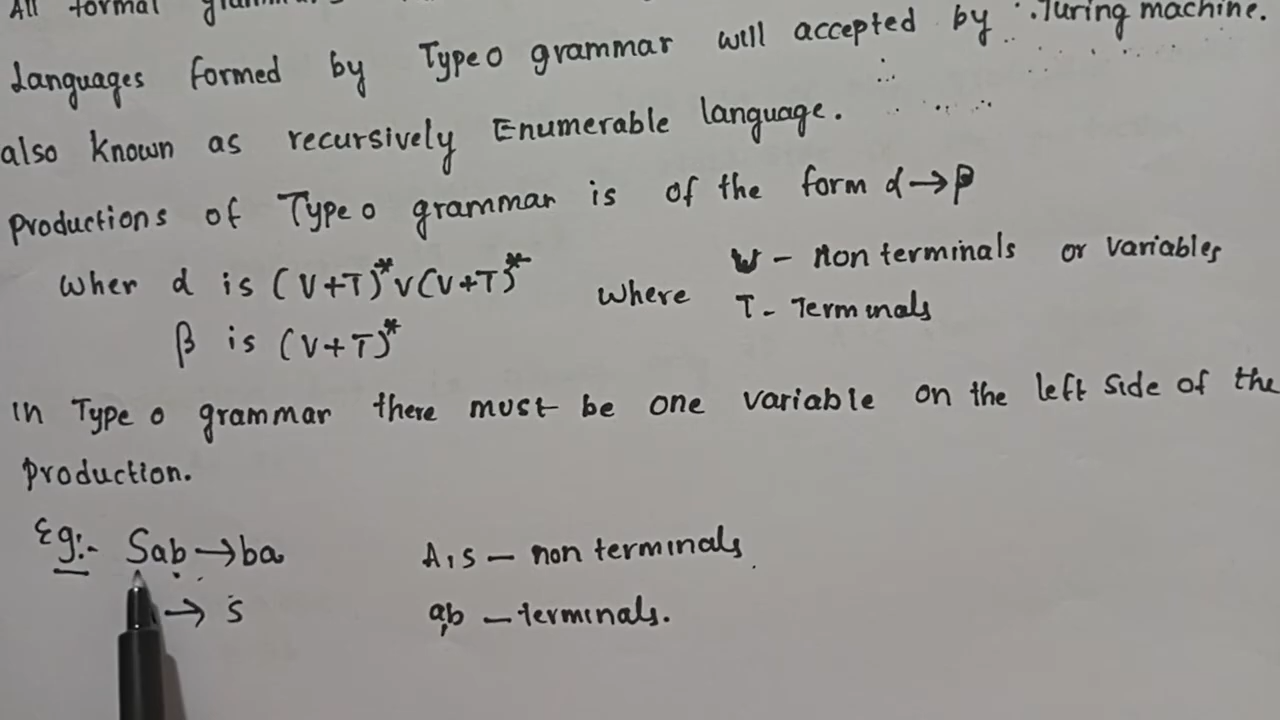 All formal
Languages formed by Type 0 grammar will accepted by Turing machine.
also known as recursively Enumerable language.
Productions of Type 0 grammar is of the form α→β
Wher α is (V+T)*V(V+T)* where V - Non terminals or variables
T - Terminals
β is (V+T)*
In Type 0 grammar there must be one variable on the left side of the
production.
Eg:- Sab→ba A,S - non terminals
→ S a,b - terminals.